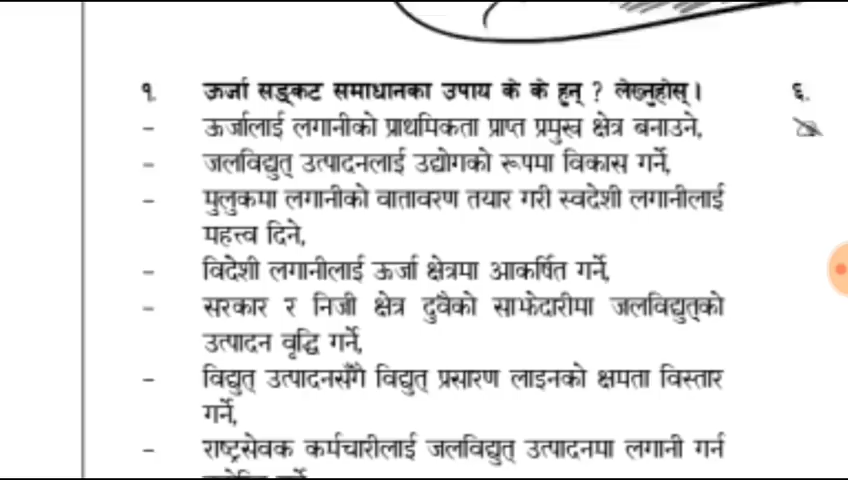 १. ऊर्जा सङ्कट समाधानका उपाय के के हुन् ? लेख्नुहोस् ।
६.
- ऊर्जालाई लगानीको प्राथमिकता प्राप्त प्रमुख क्षेत्र बनाउने,
- जलविद्युत् उत्पादनलाई उद्योगको रूपमा विकास गर्ने,
- मुलुकमा लगानीको वातावरण तयार गरी स्वदेशी लगानीलाई
महत्त्व दिने,
- विदेशी लगानीलाई ऊर्जा क्षेत्रमा आकर्षित गर्ने,
- सरकार र निजी क्षेत्र दुवैको साझेदारीमा जलविद्युत्को
उत्पादन वृद्धि गर्ने,
- विद्युत् उत्पादनसँगै विद्युत् प्रसारण लाइनको क्षमता विस्तार
गर्ने,
- राष्ट्रसेवक कर्मचारीलाई जलविद्युत् उत्पादनमा लगानी गर्न